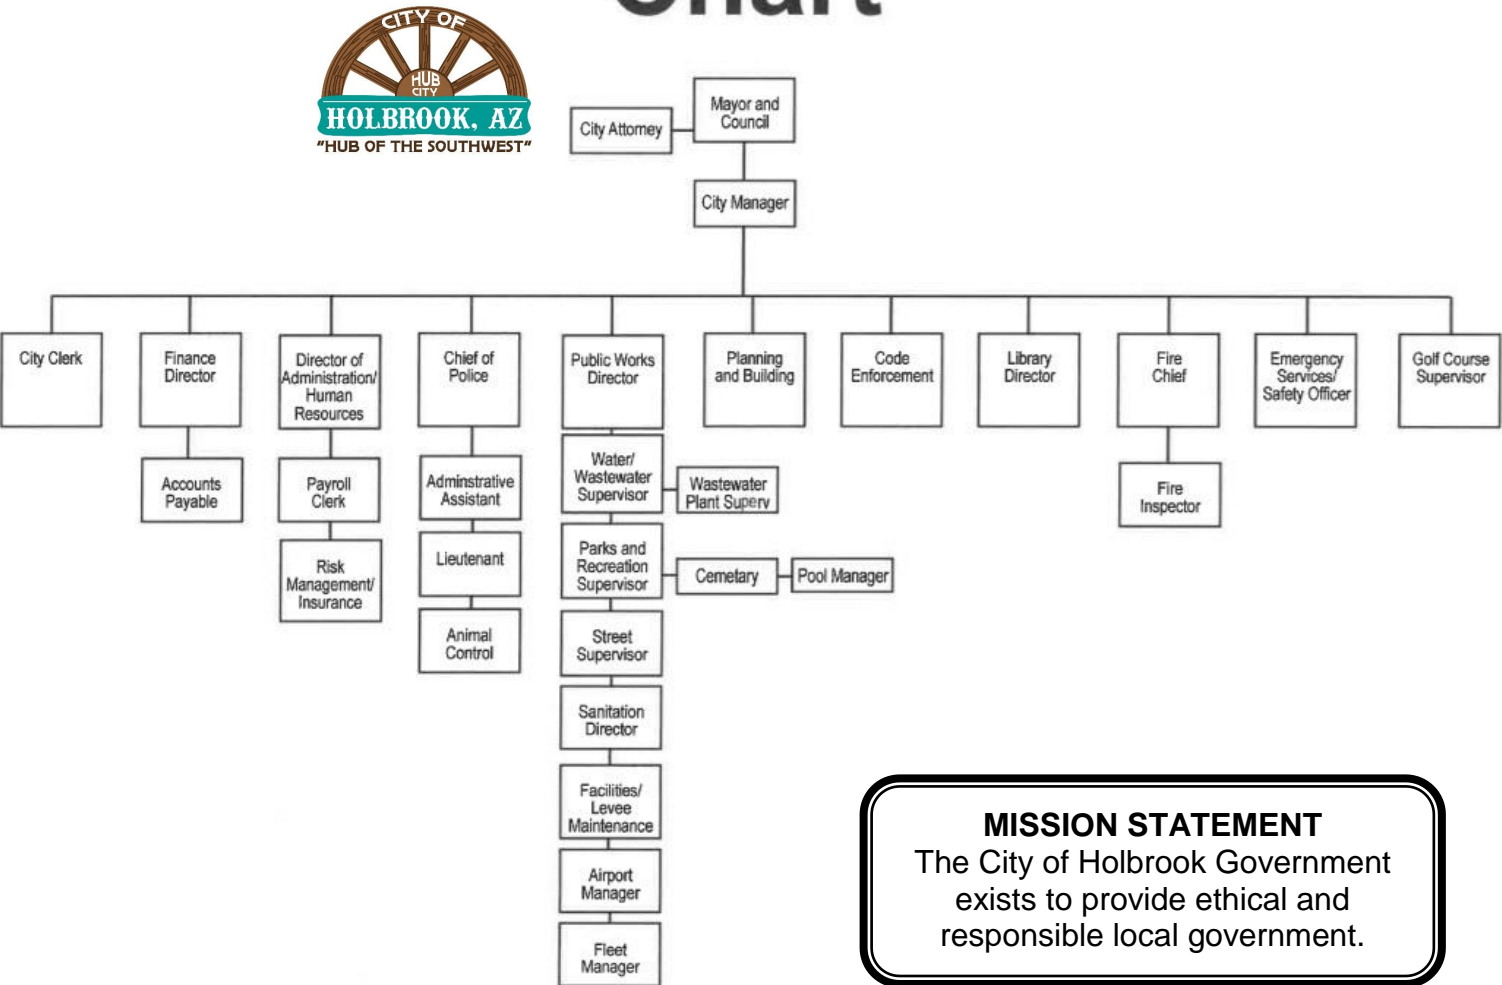 Chart
CITY OF
HUB
CITY
HOLBROOK, AZ
"HUB OF THE SOUTHWEST"
Mayor and
Council
City Attorney
City Manager
City Clerk
Finance
Director
Director of
Administration/
Human
Resources
Chief of
Police
Public Works
Director
Planning
and Building
Code
Enforcement
Library
Director
Fire
Chief
Emergency
Services/
Safety Officer
Golf Course
Supervisor
Accounts
Payable
Payroll
Clerk
Risk
Management/
Insurance
Adminstrative
Assistant
Lieutenant
Animal
Control
Water/
Wastewater
Supervisor
Wastewater
Plant Superv
Parks and
Recreation
Supervisor
Cemetary
Pool Manager
Street
Supervisor
Sanitation
Director
Facilities/
Levee
Maintenance
Airport
Manager
Fleet
Manager
Fire
Inspector
MISSION STATEMENT
The City of Holbrook Government
exists to provide ethical and
responsible local government.